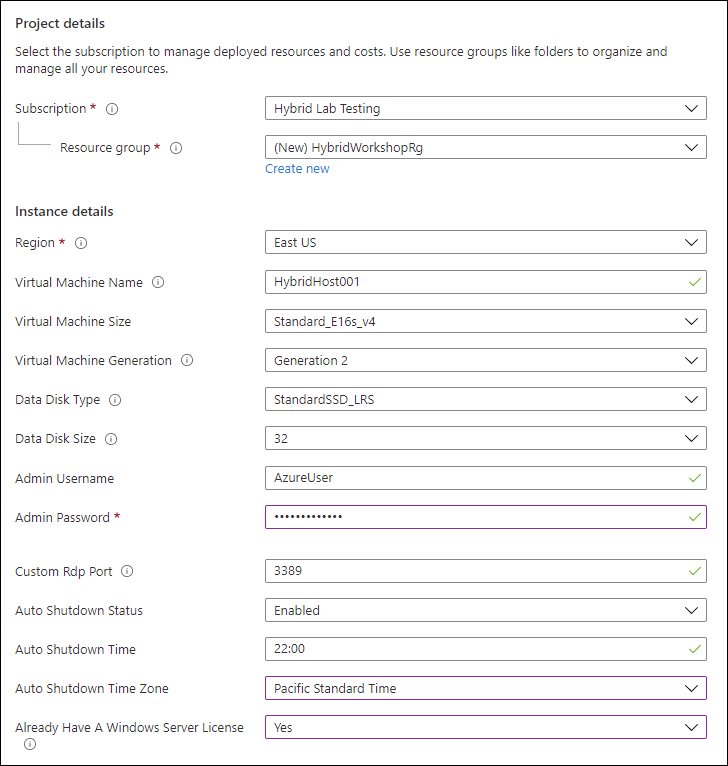 Project details
Select the subscription to manage deployed resources and costs. Use resource groups like folders to organize and
manage all your resources.
Subscription * Hybrid Lab Testing
Resource group * (New) HybridWorkshopRg
Create new
Instance details
Region * East US
Virtual Machine Name HybridHost001
Virtual Machine Size Standard_E16s_v4
Virtual Machine Generation Generation 2
Data Disk Type StandardSSD_LRS
Data Disk Size 32
Admin Username AzureUser
Admin Password * •••••••••••••
Custom Rdp Port 3389
Auto Shutdown Status Enabled
Auto Shutdown Time 22:00
Auto Shutdown Time Zone Pacific Standard Time
Already Have A Windows Server License Yes